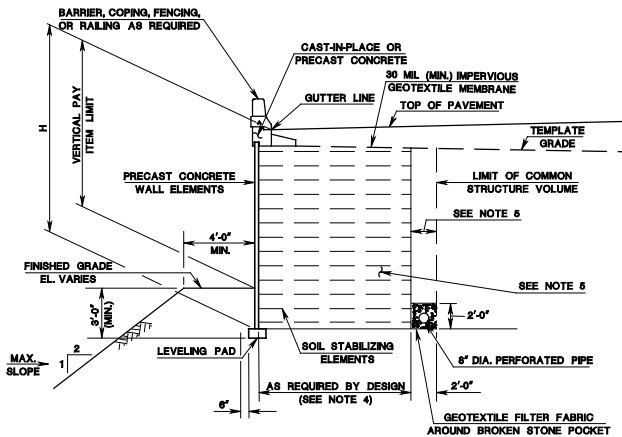 BARRIER, COPING, FENCING,
OR RAILING AS REQUIRED
CAST-IN-PLACE OR
PRECAST CONCRETE
30 MIL (MIN.) IMPERVIOUS
GEOTEXTILE MEMBRANE
GUTTER LINE
TOP OF PAVEMENT
TEMPLATE
GRADE
H
VERTICAL PAY
ITEM LIMIT
PRECAST CONCRETE
WALL ELEMENTS
LIMIT OF COMMON
STRUCTURE VOLUME
SEE NOTE 5
4'-0"
MIN.
FINISHED GRADE
EL. VARIES
SEE NOTE 5
3'-0"
(MIN.)
2'-0"
2
1
MAX.
SLOPE
LEVELING PAD
SOIL STABILIZING
ELEMENTS
8" DIA. PERFORATED PIPE
AS REQUIRED BY DESIGN
(SEE NOTE 4)
2'-0"
6"
GEOTEXTILE FILTER FABRIC
AROUND BROKEN STONE POCKET